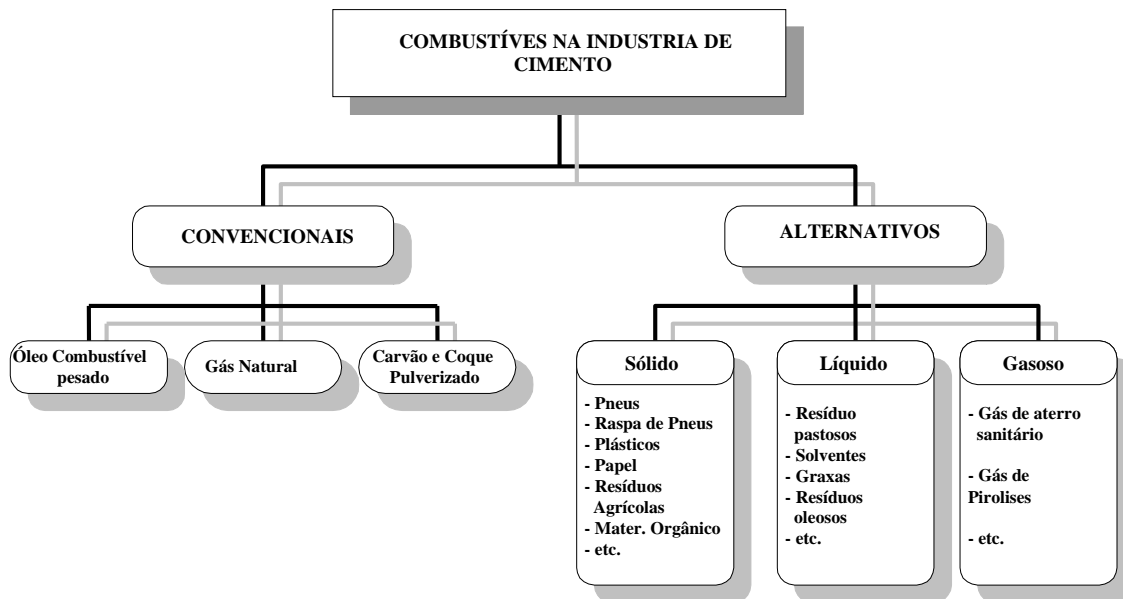 COMBUSTÍVES NA INDUSTRIA DE
CIMENTO
CONVENCIONAIS
ALTERNATIVOS
Óleo Combustível
pesado
Gás Natural
Carvão e Coque
Pulverizado
Sólido
- Pneus
- Raspa de Pneus
- Plásticos
- Papel
- Resíduos
Agrícolas
- Mater. Orgânico
- etc.
Líquido
- Resíduo
pastosos
- Solventes
- Graxas
- Resíduos
oleosos
- etc.
Gasoso
- Gás de aterro
sanitário
- Gás de
Pirolises
- etc.